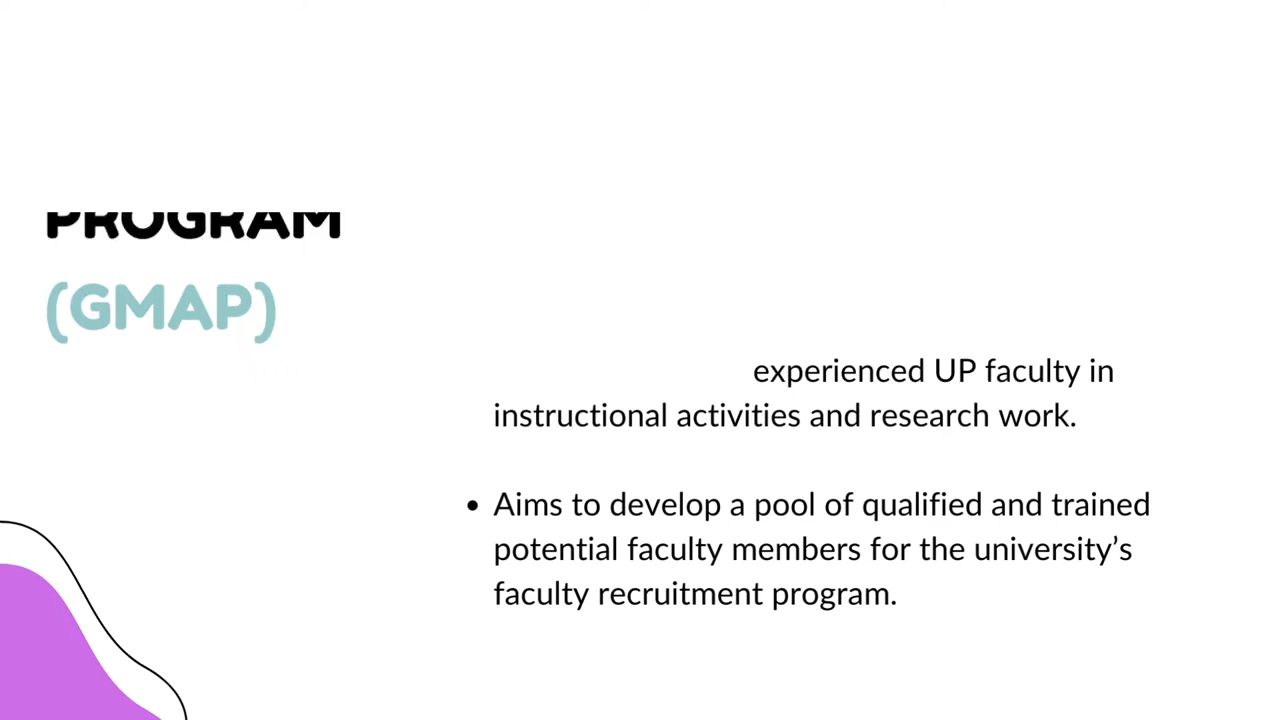 PROGRAM
(GMAP)
experienced UP faculty in
instructional activities and research work.
• Aims to develop a pool of qualified and trained
potential faculty members for the university’s
faculty recruitment program.